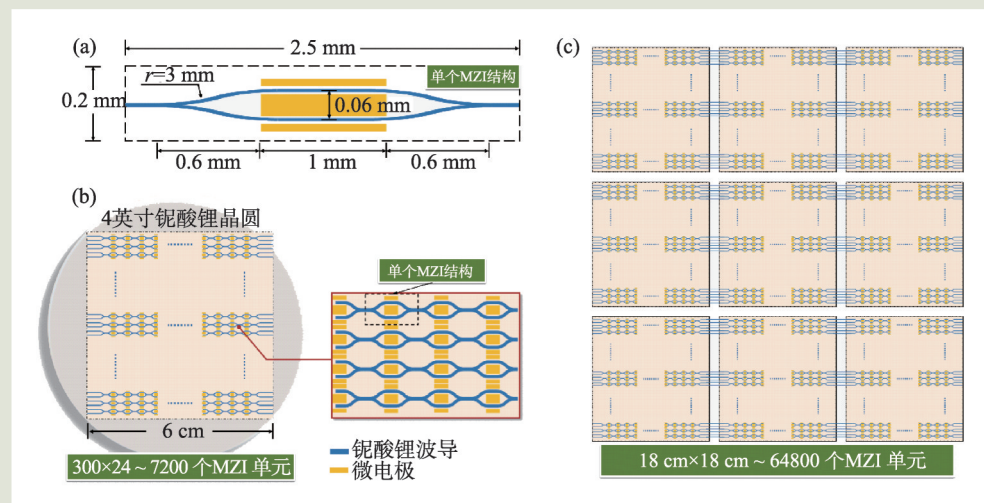 (a)
2.5 mm
r=3 mm
单个MZI结构
0.2 mm
0.06 mm
0.6 mm
1 mm
0.6 mm
(b)
4英寸铌酸锂晶圆
单个MZI结构
6 cm
300×24 ~ 7200 个MZI 单元
铌酸锂波导
微电极
(c)
18 cm×18 cm ~ 64800 个MZI 单元